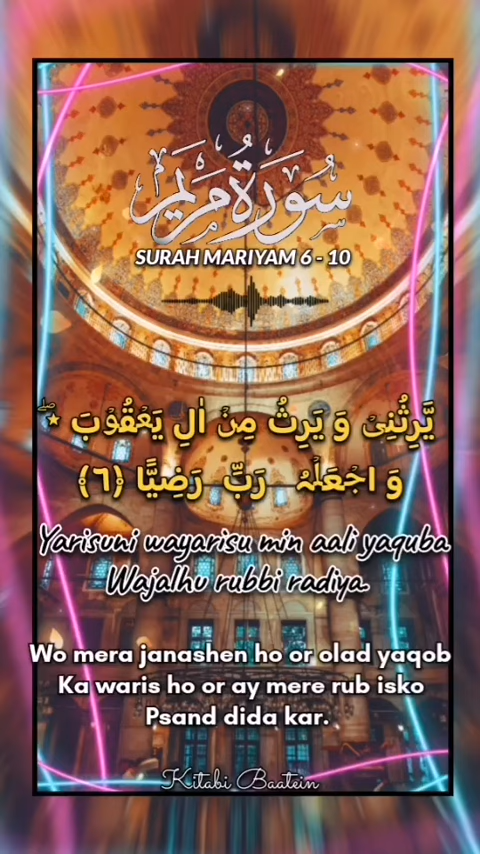 سُورَةُ مَرْيَم
SURAH MARIYAM 6 - 10
يَّرِثُنِىۡ وَ يَرِثُ مِنۡ اٰلِ يَعۡقُوۡبَ ۖ ٭
وَ اجۡعَلۡهُ رَبِّ رَضِيًّا ﴿٦﴾
Yarisuni wayarisu min aali yaquba
Wajalhu rubbi radiya.
Wo mera janashen ho or olad yaqob
Ka waris ho or ay mere rub isko
Psand dida kar.
Kitabi Baatein